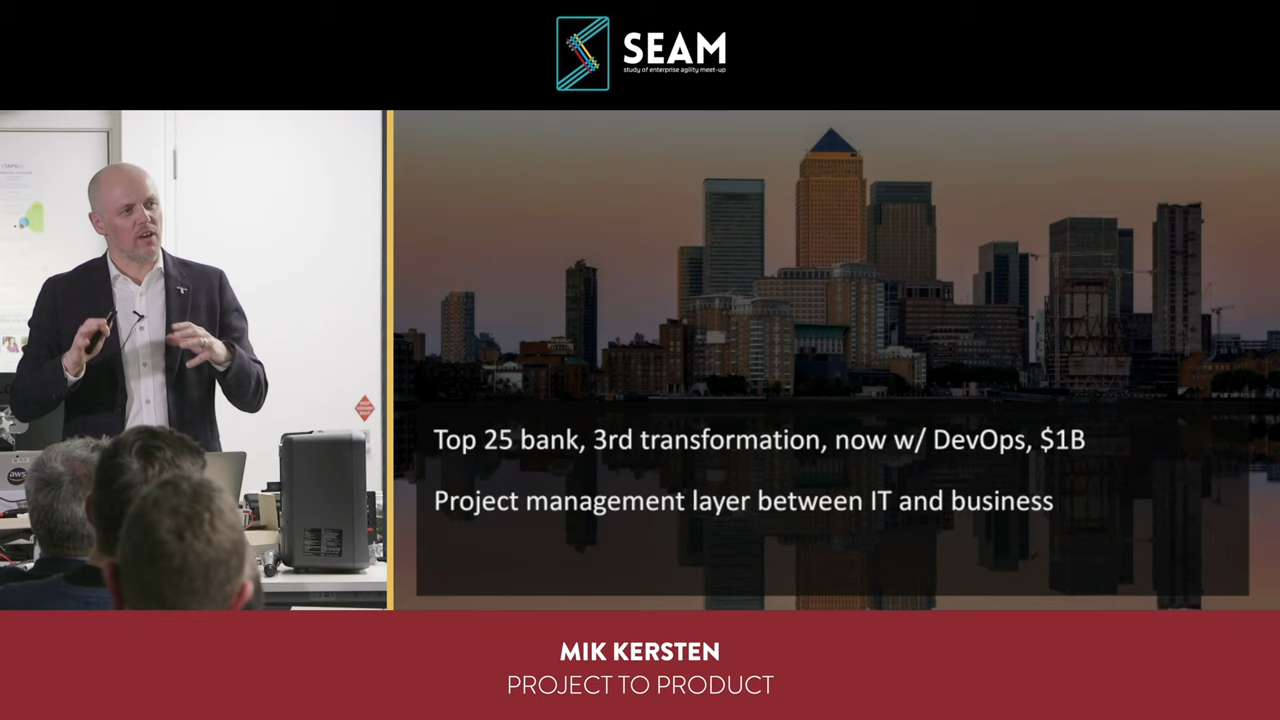 SEAM
study of enterprise agility meet-up
Top 25 bank, 3rd transformation, now w/ DevOps, $1B
Project management layer between IT and business
aws
MIK KERSTEN
PROJECT TO PRODUCT